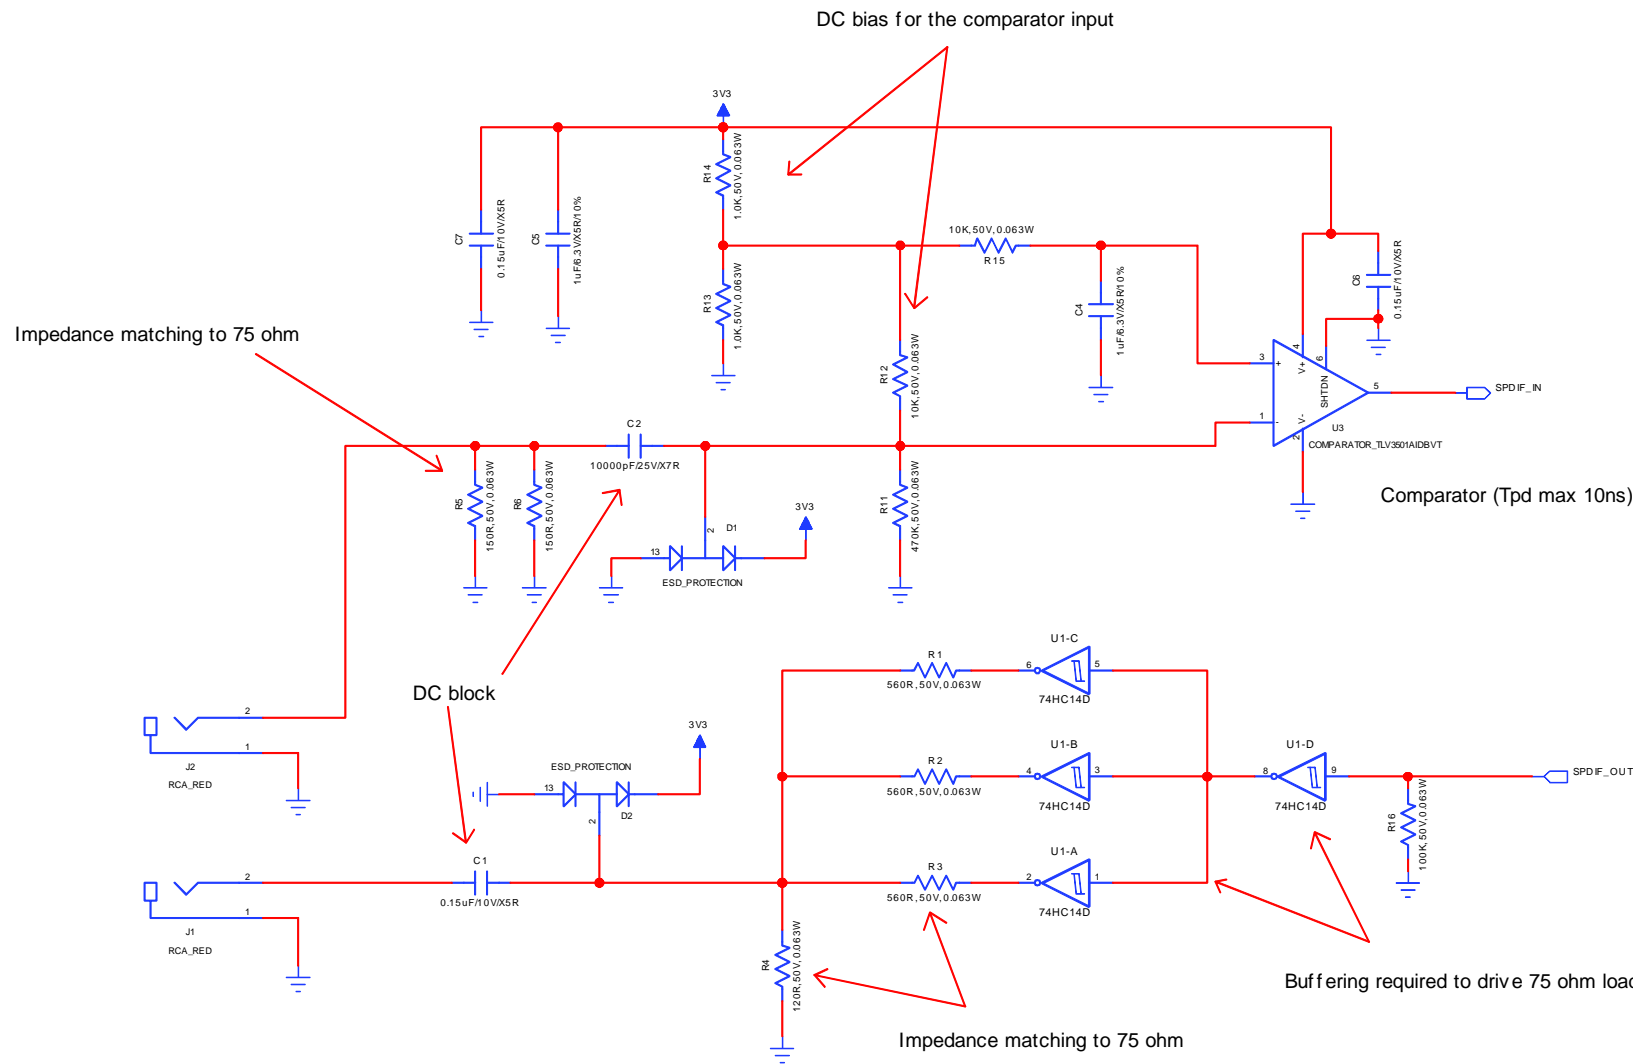 DC bias for the comparator input
3V3
R14
1.0K,50V,0.063W
C7
0.15uF/10V/X5R
C5
1uF/6.3V/X5R/10%
R13
1.0K,50V,0.063W
10K,50V,0.063W
R15
C4
1uF/6.3V/X5R/10%
C6
0.15uF/10V/X5R
Impedance matching to 75 ohm
R12
10K,50V,0.063W
3
+
4
V+
6
SHTDN
5
SPDIF_IN
1
-
V-
2
U3
COMPARATOR_TLV3501AIDBVT
C2
10000pF/25V/X7R
R5
150R,50V,0.063W
R6
150R,50V,0.063W
R11
470K,50V,0.063W
Comparator (Tpd max 10ns)
3V3
2
D1
13
ESD_PROTECTION
U1-C
R1
6
5
560R,50V,0.063W
74HC14D
DC block
2
1
J2
RCA_RED
3V3
ESD_PROTECTION
13
D2
2
U1-B
R2
4
3
560R,50V,0.063W
74HC14D
U1-D
8
9
74HC14D
SPDIF_OUT
R16
100K,50V,0.063W
U1-A
R3
2
1
560R,50V,0.063W
74HC14D
C1
0.15uF/10V/X5R
2
1
J1
RCA_RED
R4
120R,50V,0.063W
Buffering required to drive 75 ohm load
Impedance matching to 75 ohm